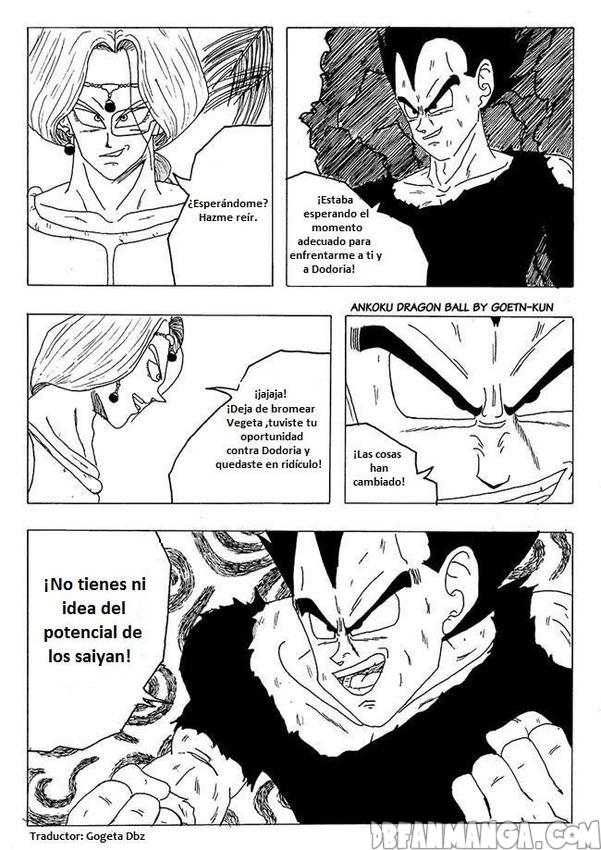 ¿Esperándome?
Hazme reír.
¡Estaba
esperando el
momento
adecuado para
enfrentarme a ti y
a Dodoria!
ANKOKU DRAGON BALL BY GOETN-KUN
¡jajaja!
¡Deja de bromear
Vegeta ,tuviste tu
oportunidad
contra Dodoria y
quedaste en ridículo!
¡Las cosas
han
cambiado!
¡No tienes ni
idea del
potencial de
los saiyan!
Traductor: Gogeta Dbz
DBFANMANGA.COM